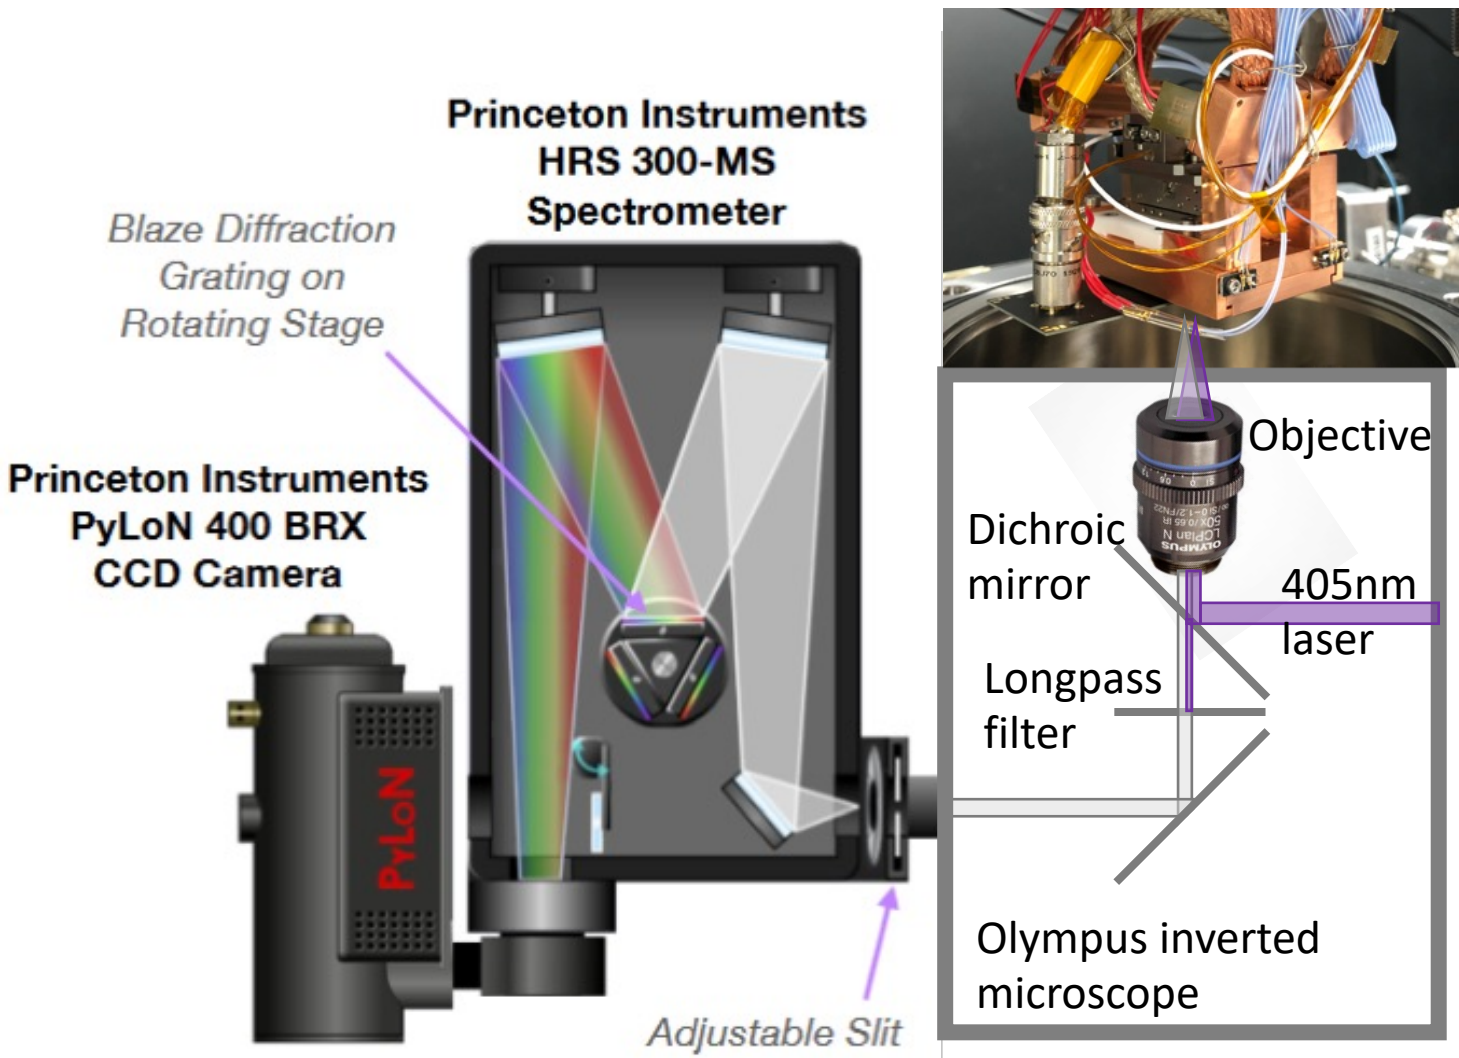 Princeton Instruments
HRS 300-MS
Spectrometer
Blaze Diffraction
Grating on
Rotating Stage
Princeton Instruments
PyLoN 400 BRX
CCD Camera
PYLON
Adjustable Slit
Objective
OLYMPUS
LCPlan N
50X/0.65 IR
Dichroic
mirror
405nm
laser
Longpass
filter
Olympus inverted
microscope